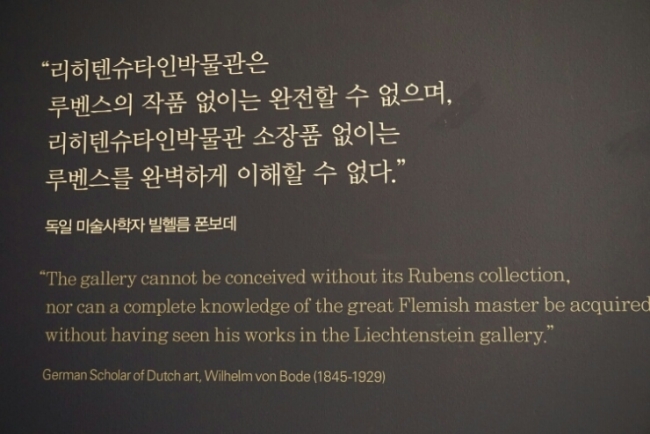 “리히텐슈타인박물관은
루벤스의 작품 없이는 완전할 수 없으며,
리히텐슈타인박물관 소장품 없이는
루벤스를 완벽하게 이해할 수 없다.”
독일 미술사학자 빌헬름 폰보데
“The gallery cannot be conceived without its Rubens collection,
nor can a complete knowledge of the great Flemish master be acquired
without having seen his works in the Liechtenstein gallery.”
German Scholar of Dutch art, Wilhelm von Bode (1845-1929)